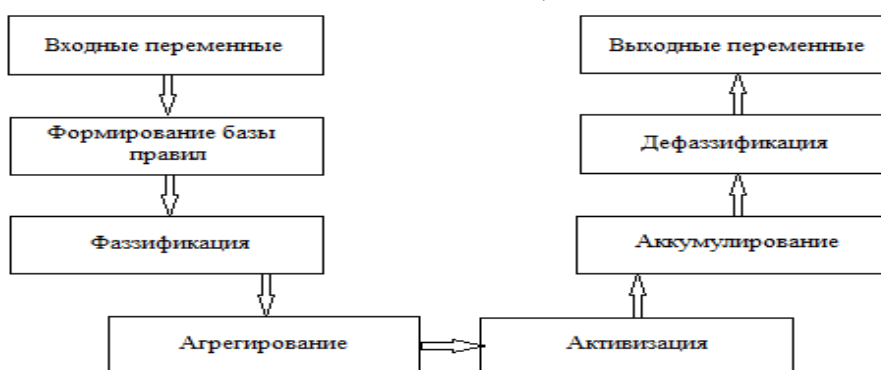 Входные переменные
Формирование базы
правил
Фаззификация
Агрегирование
Активизация
Аккумулирование
Дефаззификация
Выходные переменные